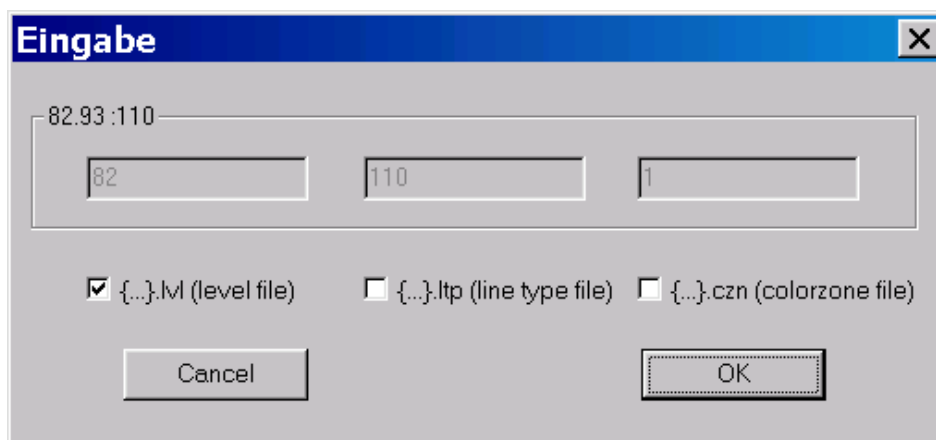 Eingabe
82.93 :110
82 110 1
{...}.lvl (level file) {...}.ltp (line type file) {...}.czn (colorzone file)
Cancel OK